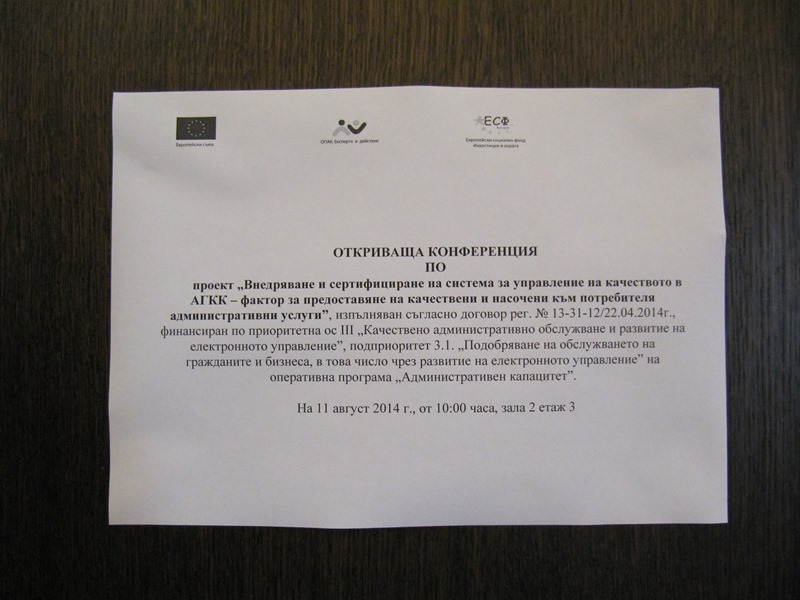 Европейски съюз
ОПАК. Експерти в действие
ЕСФ
Европейски социален фонд
Инвестиции в хората
ОТКРИВАЩА КОНФЕРЕНЦИЯ
ПО
проект „Внедряване и сертифициране на система за управление на качеството в
АГКК – фактор за предоставяне на качествени и насочени към потребителя
административни услуги”, изпълняван съгласно договор рег. № 13-31-12/22.04.2014г.,
финансиран по приоритетна ос III „Качествено административно обслужване и развитие на
електронното управление”, подприоритет 3.1. „Подобряване на обслужването на
гражданите и бизнеса, в това число чрез развитие на електронното управление” на
оперативна програма „Административен капацитет”.
На 11 август 2014 г., от 10:00 часа, зала 2 етаж 3